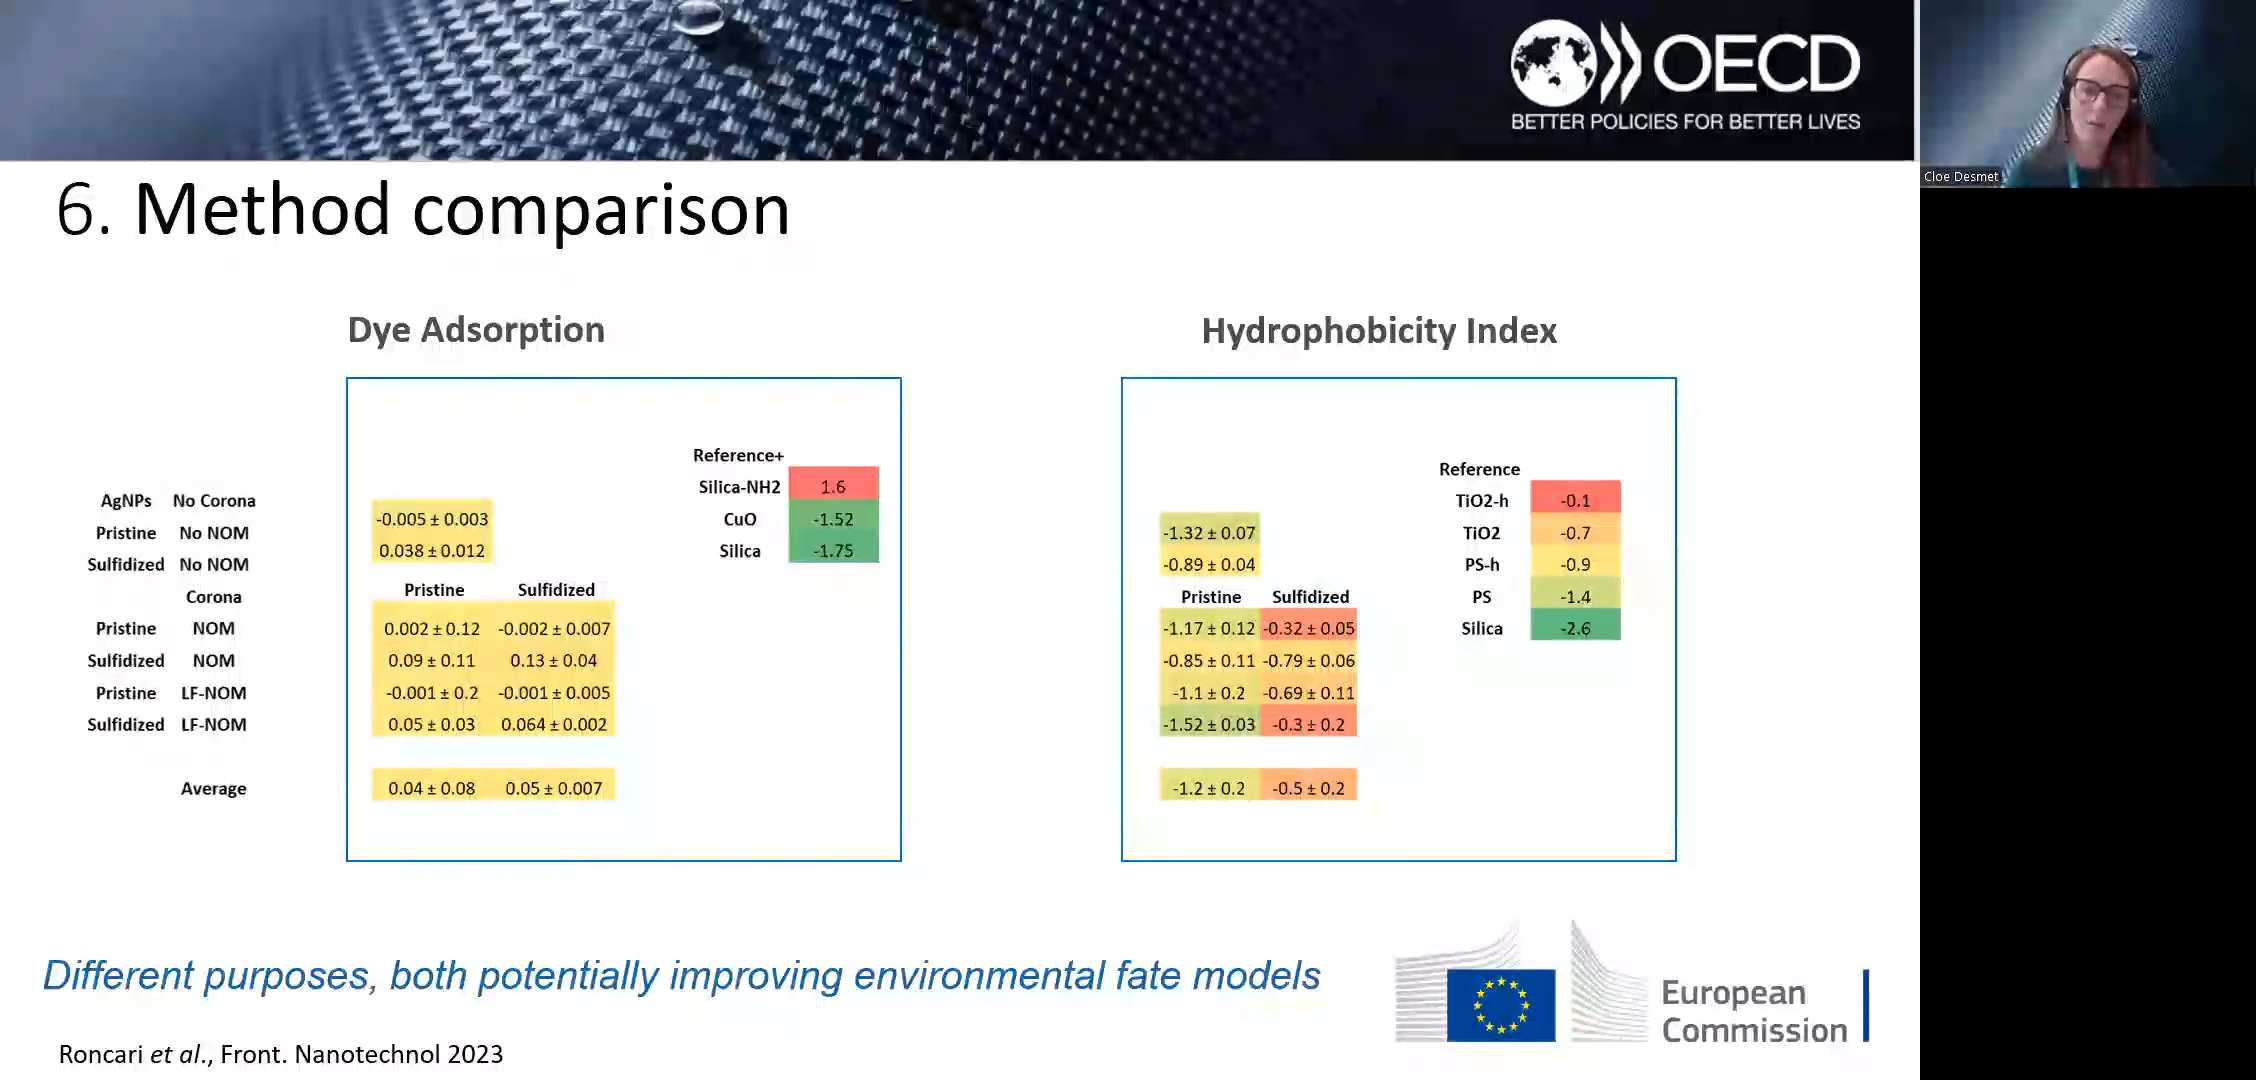 OECD
BETTER POLICIES FOR BETTER LIVES
Cloe Desmet
6. Method comparison
Dye Adsorption
Hydrophobicity Index
AgNPs No Corona
Pristine No NOM
Sulfidized No NOM
Corona
Pristine NOM
Sulfidized NOM
Pristine LF-NOM
Sulfidized LF-NOM
Average
-0.005 ± 0.003
0.038 ± 0.012
Pristine Sulfidized
0.002 ± 0.12 -0.002 ± 0.007
0.09 ± 0.11 0.13 ± 0.04
-0.001 ± 0.2 -0.001 ± 0.005
0.05 ± 0.03 0.064 ± 0.002
0.04 ± 0.08 0.05 ± 0.007
Reference+
Silica-NH2 1.6
CuO -1.52
Silica -1.75
-1.32 ± 0.07
-0.89 ± 0.04
Pristine Sulfidized
-1.17 ± 0.12 -0.32 ± 0.05
-0.85 ± 0.11 -0.79 ± 0.06
-1.1 ± 0.2 -0.69 ± 0.11
-1.52 ± 0.03 -0.3 ± 0.2
-1.2 ± 0.2 -0.5 ± 0.2
Reference
TiO2-h -0.1
TiO2 -0.7
PS-h -0.9
PS -1.4
Silica -2.6
Different purposes, both potentially improving environmental fate models
European
Commission
Roncari et al., Front. Nanotechnol 2023